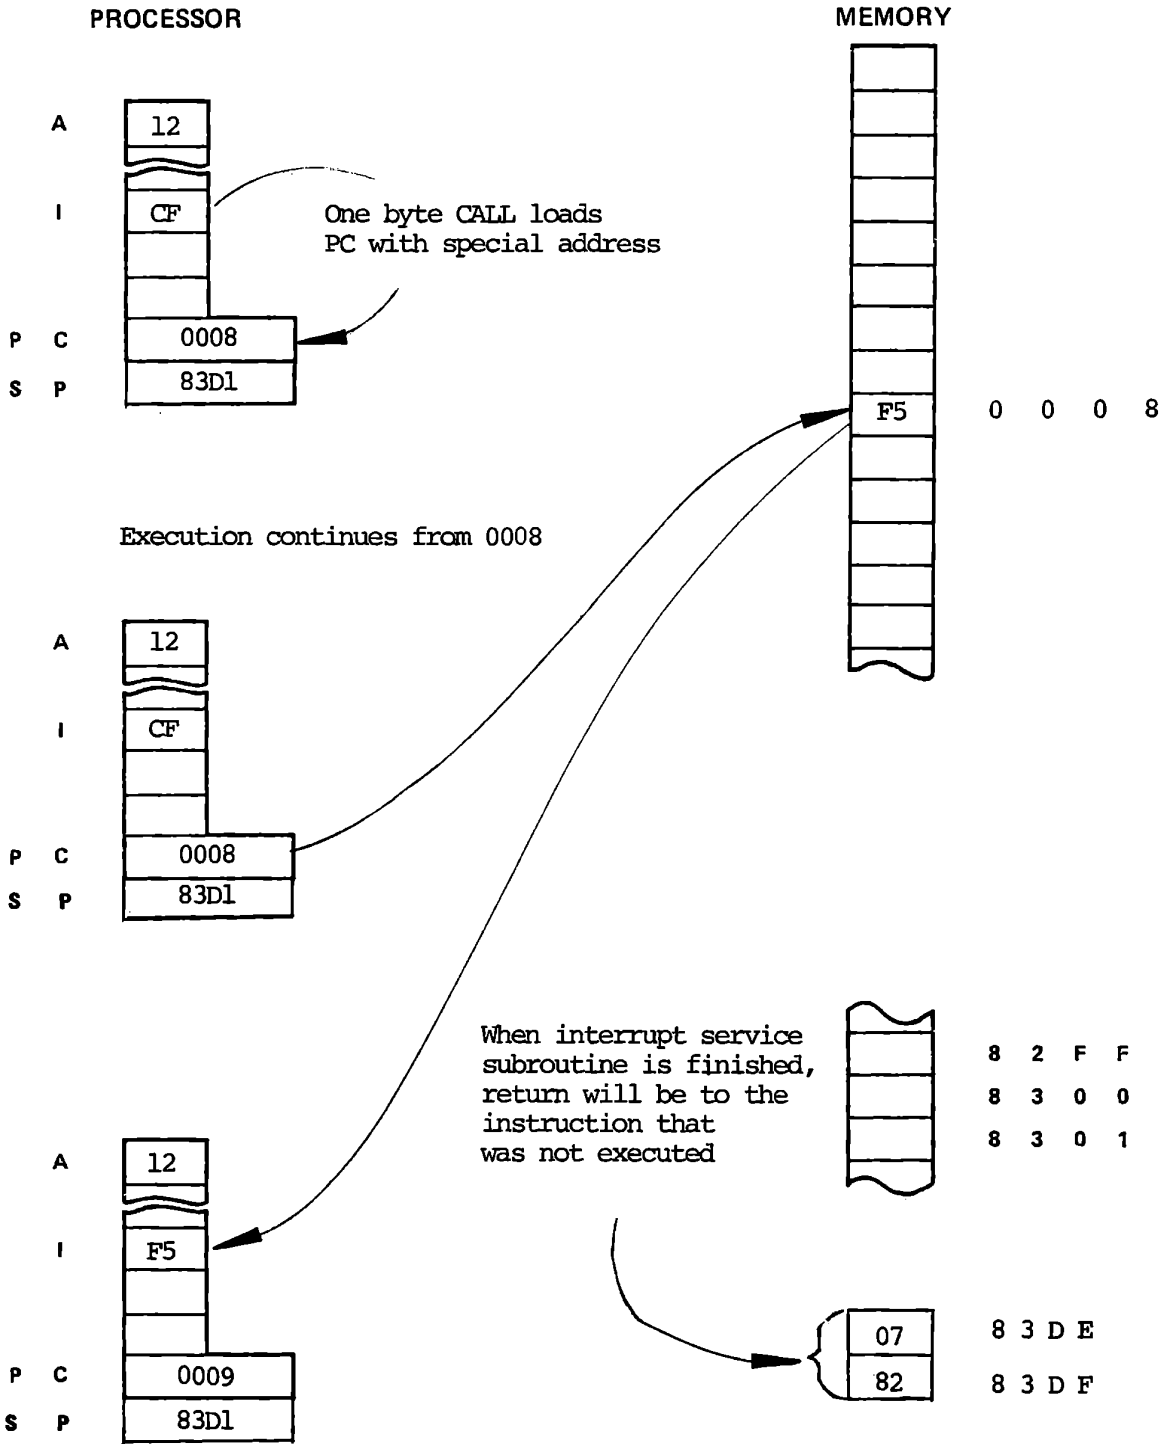 PROCESSOR
MEMORY
A 12
I CF
One byte CALL loads
PC with special address
P C 0008
S P 83D1
F5 0 0 0 8
Execution continues from 0008
A 12
I CF
P C 0008
S P 83D1
When interrupt service
subroutine is finished,
return will be to the
instruction that
was not executed
8 2 F F
8 3 0 0
8 3 0 1
A 12
I F5
07 8 3 D E
82 8 3 D F
P C 0009
S P 83D1